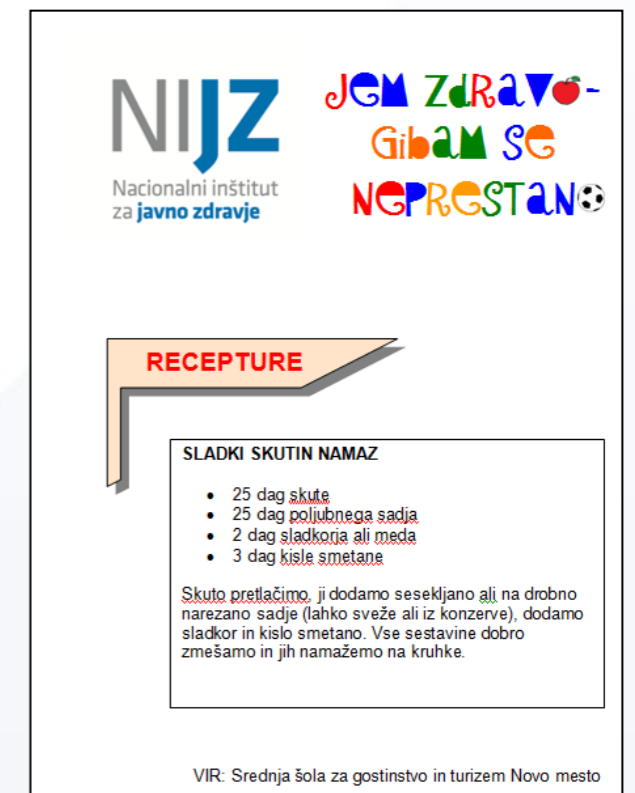 NIJZ
Nacionalni inštitut
za javno zdravje
Jem zdravo-
Gibam se
neprestano
RECEPTURE
SLADKI SKUTIN NAMAZ
• 25 dag skute
• 25 dag poljubnega sadja
• 2 dag sladkorja ali meda
• 3 dag kisle smetane
Skuto pretlačimo, ji dodamo sesekljano ali na drobno
narezano sadje (lahko sveže ali iz konzerve), dodamo
sladkor in kislo smetano. Vse sestavine dobro
zmešamo in jih namažemo na kruhke.
VIR: Srednja šola za gostinstvo in turizem Novo mesto